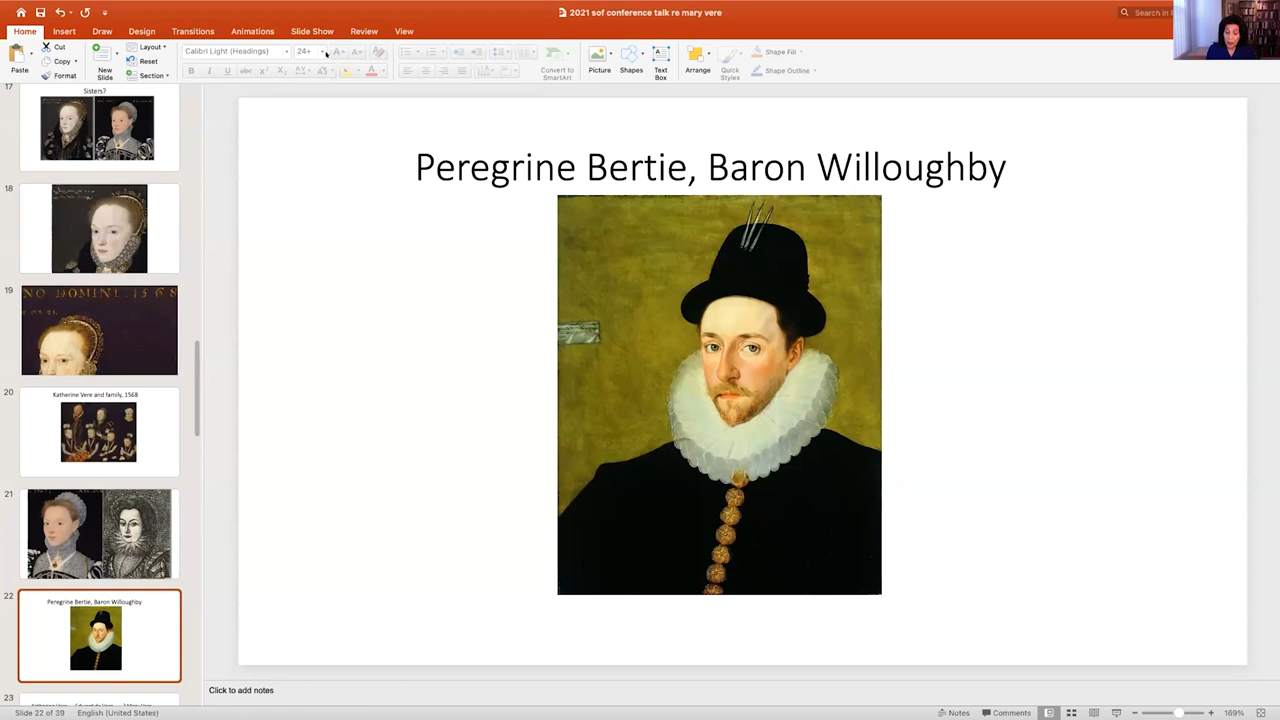 2021 sof conference talk re mary vere
Search in
Home Insert Draw Design Transitions Animations Slide Show Review View
Paste
Cut
Copy
Format
New
Slide
Layout
Reset
Section
Calibri Light (Headings)
24+
Convert to
SmartArt
Picture
Shapes
Text
Box
Arrange
Quick
Styles
Shape Fill
Shape Outline
17
Sisters?
18
19
NO DOMINI. 1568
20
Katherine Vere and family, 1568
21
22
Peregrine Bertie, Baron Willoughby
23
Peregrine Bertie, Baron Willoughby
Click to add notes
Slide 22 of 39 English (United States)
Notes Comments 169%